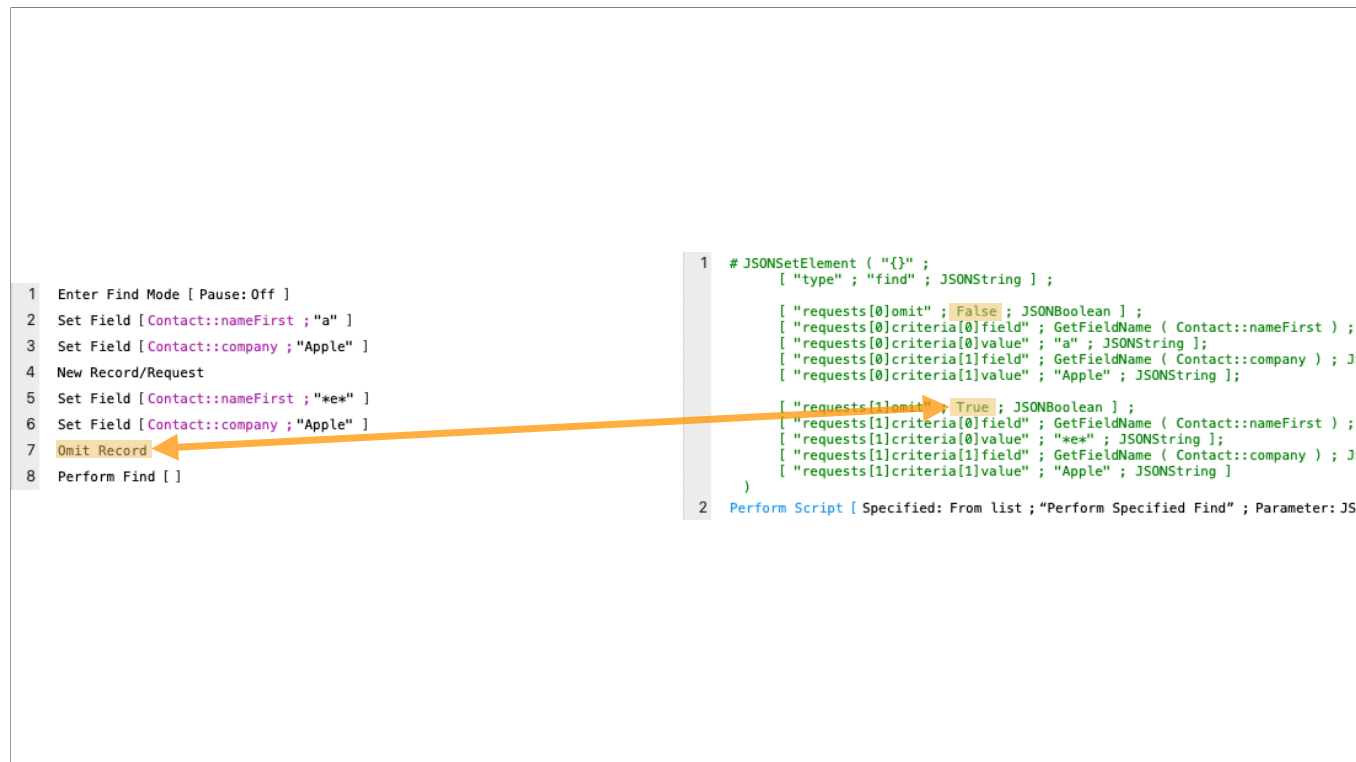 1 Enter Find Mode [ Pause: Off ]
2 Set Field [ Contact::nameFirst ; "a" ]
3 Set Field [ Contact::company ; "Apple" ]
4 New Record/Request
5 Set Field [ Contact::nameFirst ; "*e*" ]
6 Set Field [ Contact::company ; "Apple" ]
7 Omit Record
8 Perform Find [ ]
1 # JSONSetElement ( "{}" ;
[ "type" ; "find" ; JSONString ] ;
[ "requests[0]omit" ; False ; JSONBoolean ] ;
[ "requests[0]criteria[0]field" ; GetFieldName ( Contact::nameFirst ) ;
[ "requests[0]criteria[0]value" ; "a" ; JSONString ];
[ "requests[0]criteria[1]field" ; GetFieldName ( Contact::company ) ; J
[ "requests[0]criteria[1]value" ; "Apple" ; JSONString ];
[ "requests[1]omit" ; True ; JSONBoolean ] ;
[ "requests[1]criteria[0]field" ; GetFieldName ( Contact::nameFirst ) ;
[ "requests[1]criteria[0]value" ; "*e*" ; JSONString ];
[ "requests[1]criteria[1]field" ; GetFieldName ( Contact::company ) ; J
[ "requests[1]criteria[1]value" ; "Apple" ; JSONString ]
)
2 Perform Script [ Specified: From list ; “Perform Specified Find” ; Parameter: JS